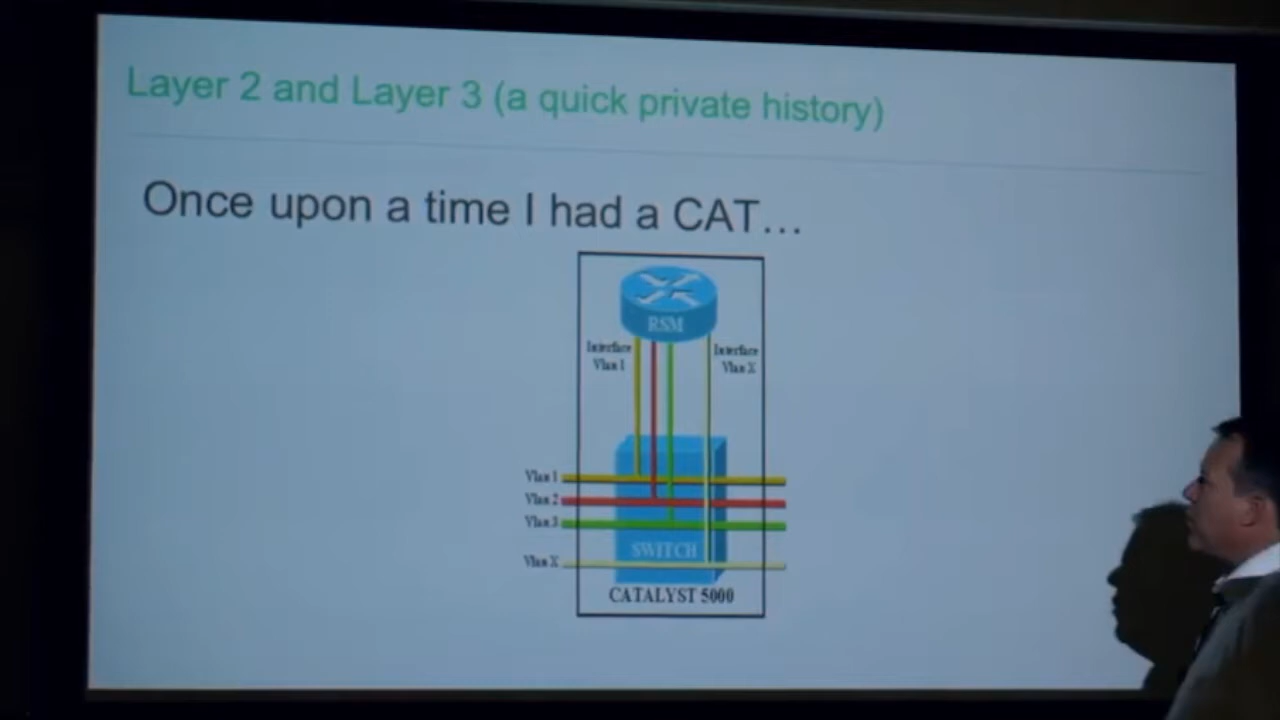 Layer 2 and Layer 3 (a quick private history)
Once upon a time I had a CAT...
RSM
Interface
Vlan 1
Interface
Vlan X
Vlan 1
Vlan 2
Vlan 3
Vlan X
SWITCH
CATALYST 5000